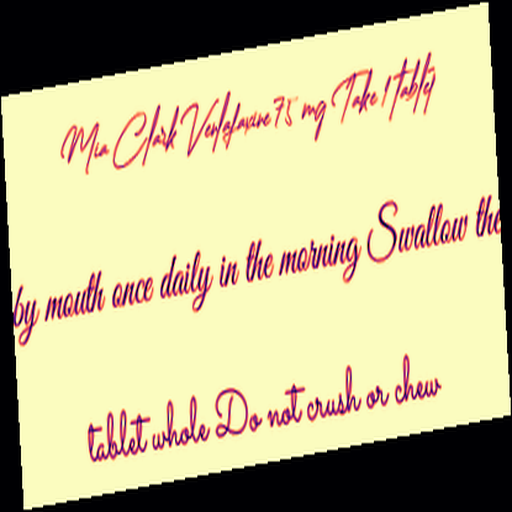 Mia Clark Venlafaxine 75 mg Take 1 tablet
by mouth once daily in the morning Swallow the
tablet whole Do not crush or chew